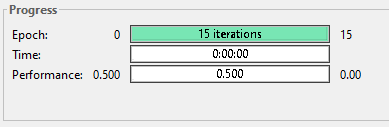 Progress
Epoch: 0 15 iterations 15
Time: 0:00:00
Performance: 0.500 0.500 0.00